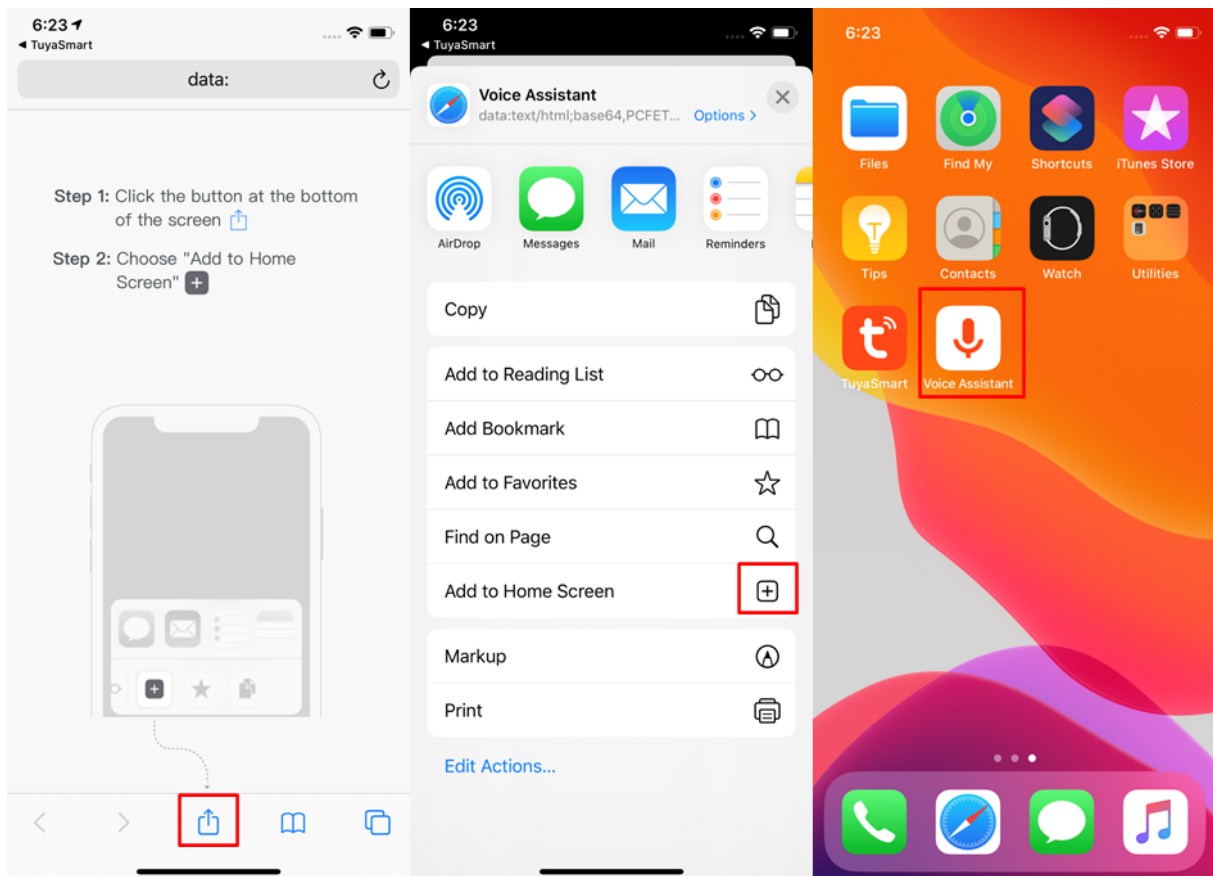 6:23
◀ TuyaSmart
data:
Step 1: Click the button at the bottom
of the screen
Step 2: Choose "Add to Home
Screen"
6:23
◀ TuyaSmart
Voice Assistant
data:text/html;base64,PCFET... Options >
AirDrop Messages Mail Reminders
Copy
Add to Reading List
Add Bookmark
Add to Favorites
Find on Page
Add to Home Screen
Markup
Print
Edit Actions...
6:23
Files Find My Shortcuts iTunes Store
Tips Contacts Watch Utilities
TuyaSmart Voice Assistant